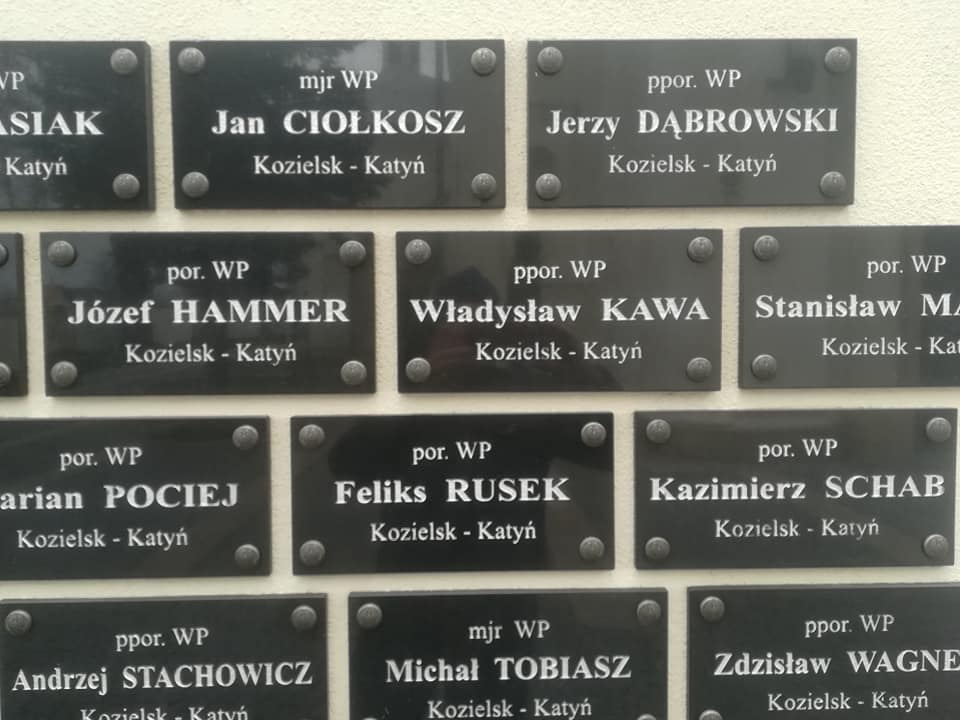 mjr WP
Jan CIOŁKOSZ
Kozielsk - Katyń
ppor. WP
Jerzy DĄBROWSKI
Kozielsk - Katyń
WP
Katyń
por. WP
Józef HAMMER
Kozielsk - Katyń
ppor. WP
Władysław KAWA
Kozielsk - Katyń
por. WP
Stanisław
Kozielsk -
por. WP
POCIEJ
Kozielsk - Katyń
por. WP
Feliks RUSEK
Kozielsk - Katyń
por. WP
Kazimierz SCHAB
Kozielsk - Katyń
ppor. WP
Andrzej STACHOWICZ
Kozielsk - Katyń
mjr WP
Michał TOBIASZ
Kozielsk - Katyń
ppor. WP
Zdzisław
Kozielsk - Katyń